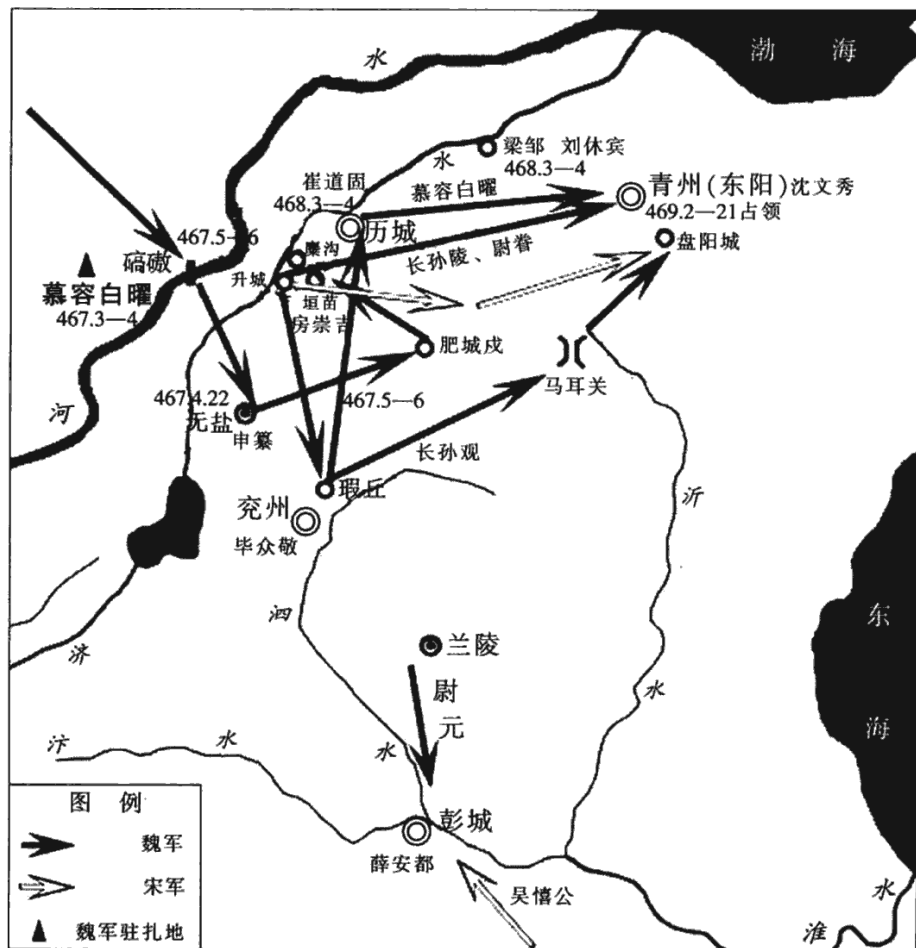 渤 海
水
梁邹 刘休宾
468.3—4
水
崔道固
468.3—4
慕容白曜
青州(东阳)沈文秀
469.2—21占领
历城
467.5—6
碻磝
麋沟
长孙陵、尉眷
盘阳城
升城
慕容白曜
467.3—4
垣苗
房崇吉
肥城戍
马耳关
467.4.22
无盐
申纂
467.5—6
河
长孙观
瑕丘
兖州
毕众敬
沂
泗
东
海
济
兰陵
尉
元
水
汴 水
水
彭城
薛安都
吴憘公
水
淮
图 例
魏军
宋军
魏军驻扎地